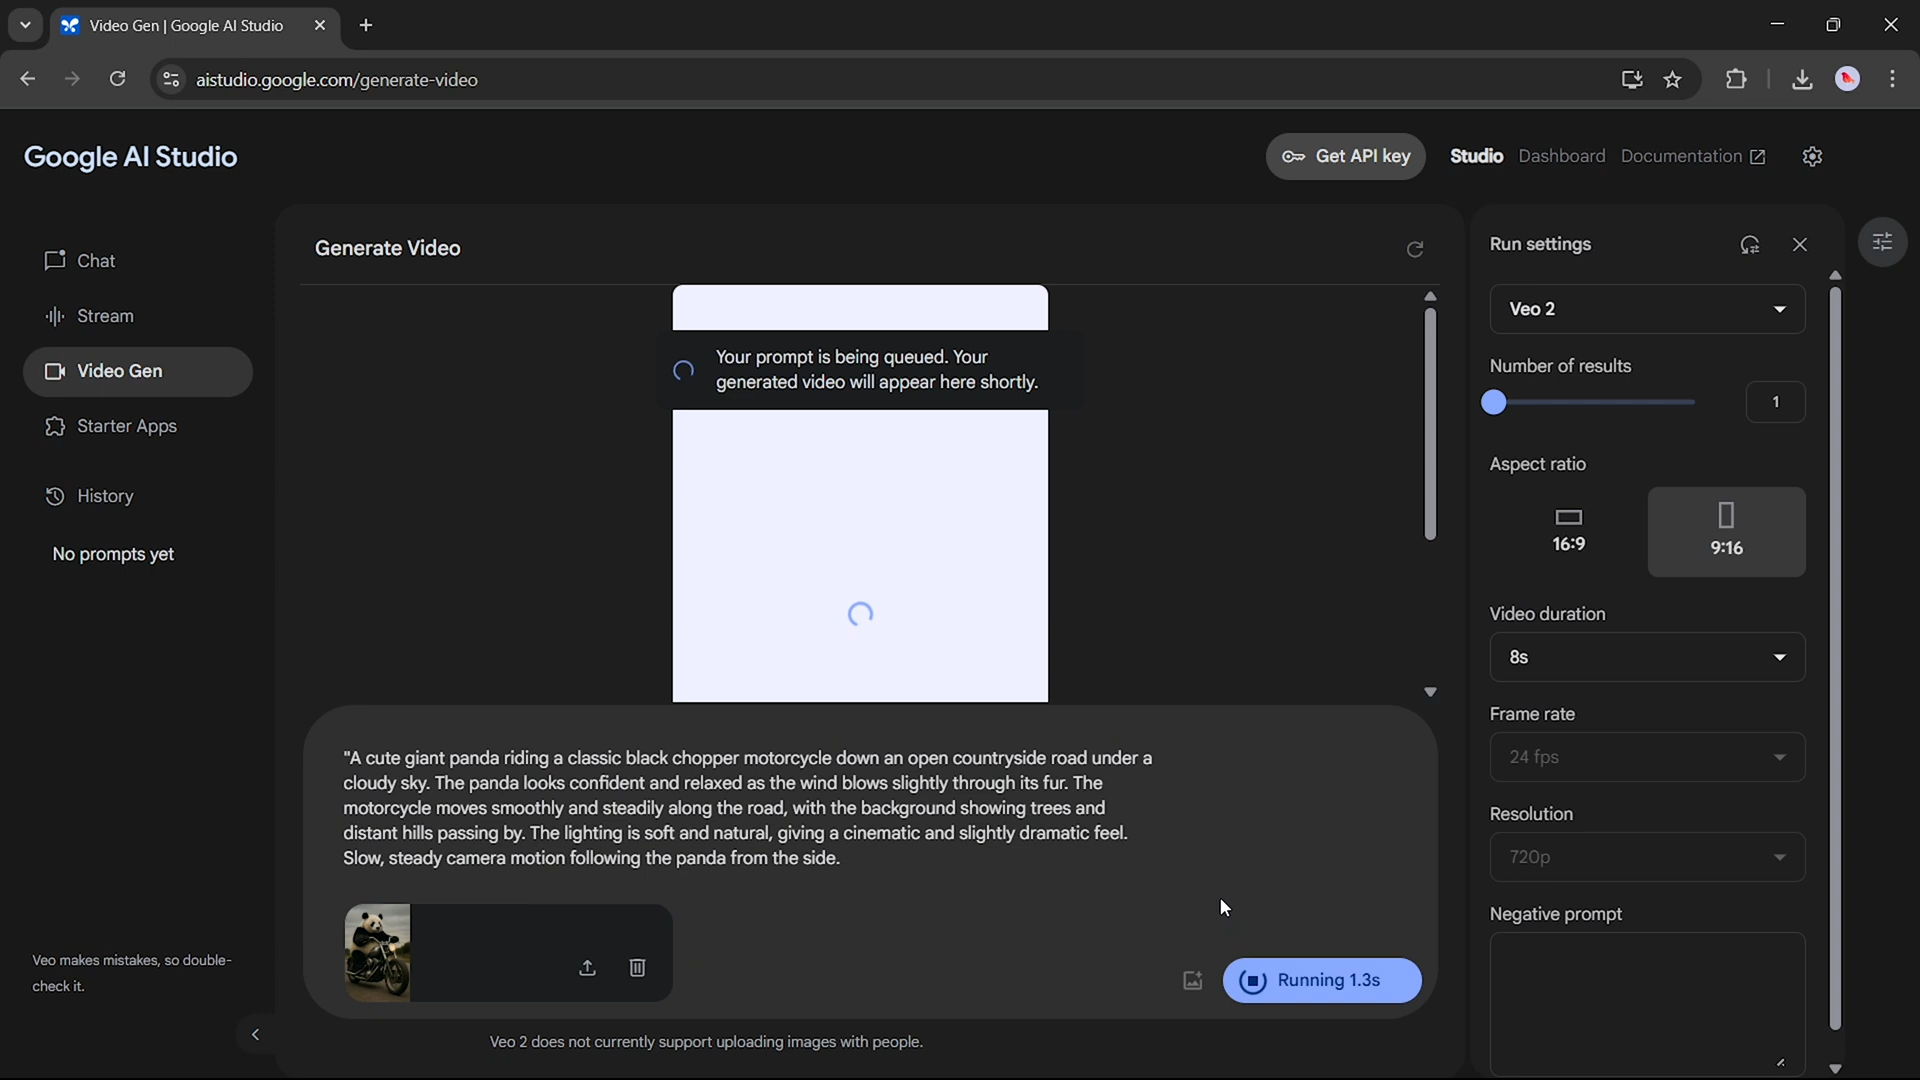 Video Gen | Google AI Studio
aistudio.google.com/generate-video
Google AI Studio
Get API key
Studio
Dashboard
Documentation
Chat
Stream
Video Gen
Starter Apps
History
No prompts yet
Veo makes mistakes, so double-
check it.
Generate Video
Your prompt is being queued. Your
generated video will appear here shortly.
"A cute giant panda riding a classic black chopper motorcycle down an open countryside road under a
cloudy sky. The panda looks confident and relaxed as the wind blows slightly through its fur. The
motorcycle moves smoothly and steadily along the road, with the background showing trees and
distant hills passing by. The lighting is soft and natural, giving a cinematic and slightly dramatic feel.
Slow, steady camera motion following the panda from the side.
Running 1.3s
Veo 2 does not currently support uploading images with people.
Run settings
Veo 2
Number of results
1
Aspect ratio
16:9
9:16
Video duration
8s
Frame rate
24 fps
Resolution
720p
Negative prompt